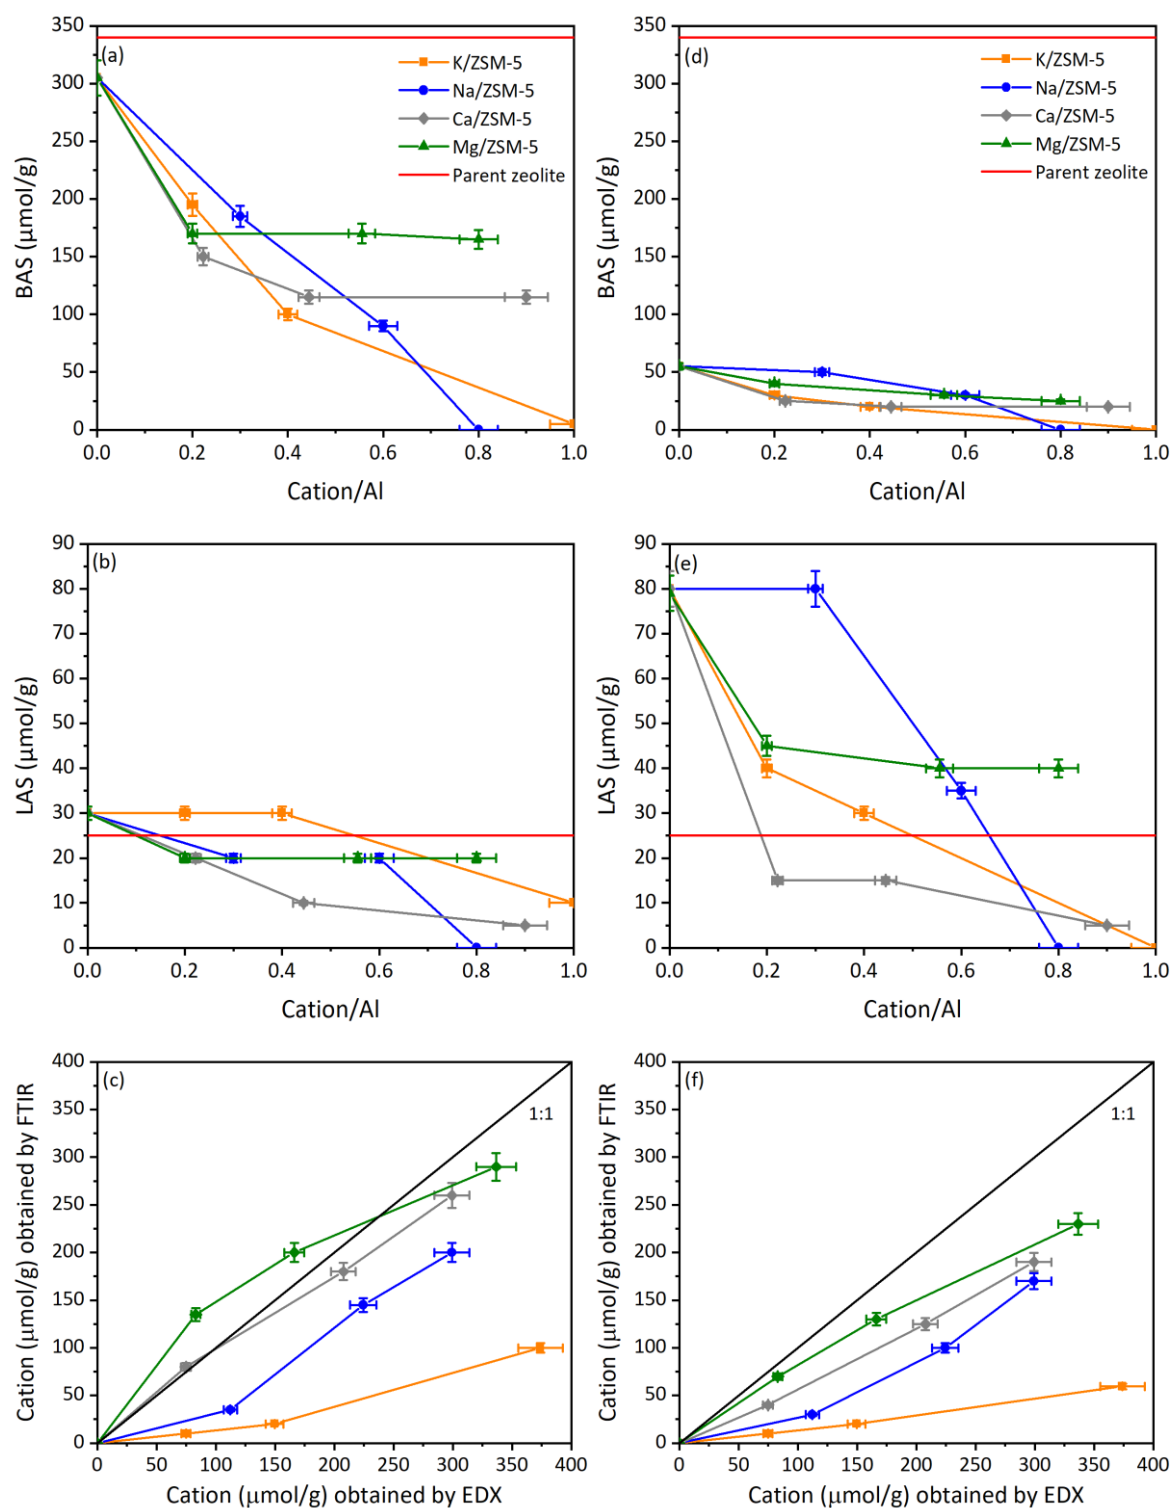 (a)
350
300
250
200
150
100
50
0
BAS (μmol/g)
K/ZSM-5
Na/ZSM-5
Ca/ZSM-5
Mg/ZSM-5
Parent zeolite
0.0 0.2 0.4 0.6 0.8 1.0
Cation/Al
(d)
350
300
250
200
150
100
50
0
BAS (μmol/g)
K/ZSM-5
Na/ZSM-5
Ca/ZSM-5
Mg/ZSM-5
Parent zeolite
0.0 0.2 0.4 0.6 0.8 1.0
Cation/Al
(b)
90
80
70
60
50
40
30
20
10
0
LAS (μmol/g)
0.0 0.2 0.4 0.6 0.8 1.0
Cation/Al
(e)
90
80
70
60
50
40
30
20
10
0
LAS (μmol/g)
0.0 0.2 0.4 0.6 0.8 1.0
Cation/Al
(c)
400
350
300
250
200
150
100
50
0
Cation (μmol/g) obtained by FTIR
1:1
0 50 100 150 200 250 300 350 400
Cation (μmol/g) obtained by EDX
(f)
400
350
300
250
200
150
100
50
0
Cation (μmol/g) obtained by FTIR
1:1
0 50 100 150 200 250 300 350 400
Cation (μmol/g) obtained by EDX